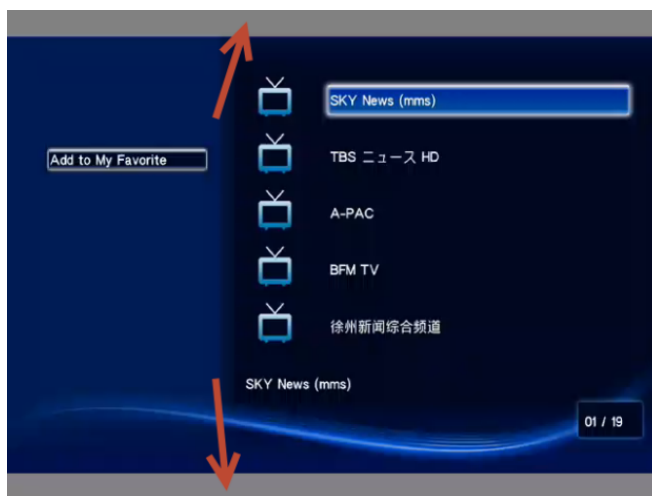 SKY News (mms)
Add to My Favorite
TBS ニュース HD
A-PAC
BFM TV
徐州新闻综合频道
SKY News (mms)
01 / 19